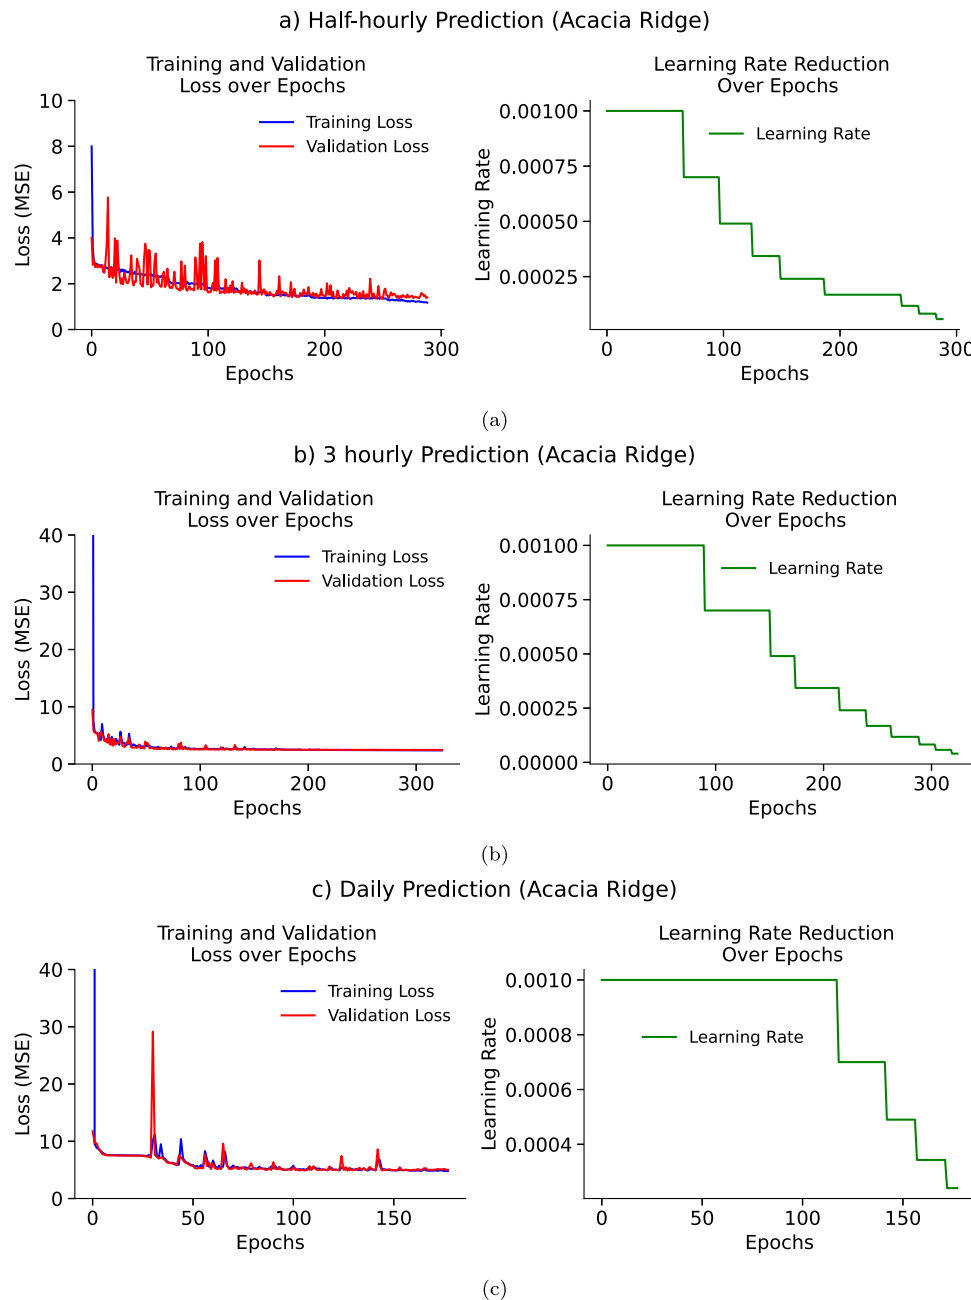 a) Half-hourly Prediction (Acacia Ridge)
Training and Validation
Loss over Epochs
10
8
6
4
2
0
Loss (MSE)
Training Loss
Validation Loss
0
100
200
300
Epochs
Learning Rate Reduction
Over Epochs
0.00100
0.00075
0.00050
0.00025
Learning Rate
Learning Rate
0
100
200
300
Epochs
(a)
b) 3 hourly Prediction (Acacia Ridge)
Training and Validation
Loss over Epochs
40
30
20
10
0
Loss (MSE)
Training Loss
Validation Loss
0
100
200
300
Epochs
Learning Rate Reduction
Over Epochs
0.00100
0.00075
0.00050
0.00025
0.00000
Learning Rate
Learning Rate
0
100
200
300
Epochs
(b)
c) Daily Prediction (Acacia Ridge)
Training and Validation
Loss over Epochs
40
30
20
10
0
Loss (MSE)
Training Loss
Validation Loss
0
50
100
150
Epochs
Learning Rate Reduction
Over Epochs
0.0010
0.0008
0.0006
0.0004
Learning Rate
Learning Rate
0
50
100
150
Epochs
(c)